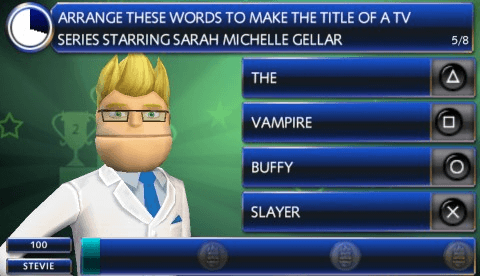 ARRANGE THESE WORDS TO MAKE THE TITLE OF A TV
SERIES STARRING SARAH MICHELLE GELLAR
5/8
THE
VAMPIRE
BUFFY
SLAYER
2
100
STEVIE